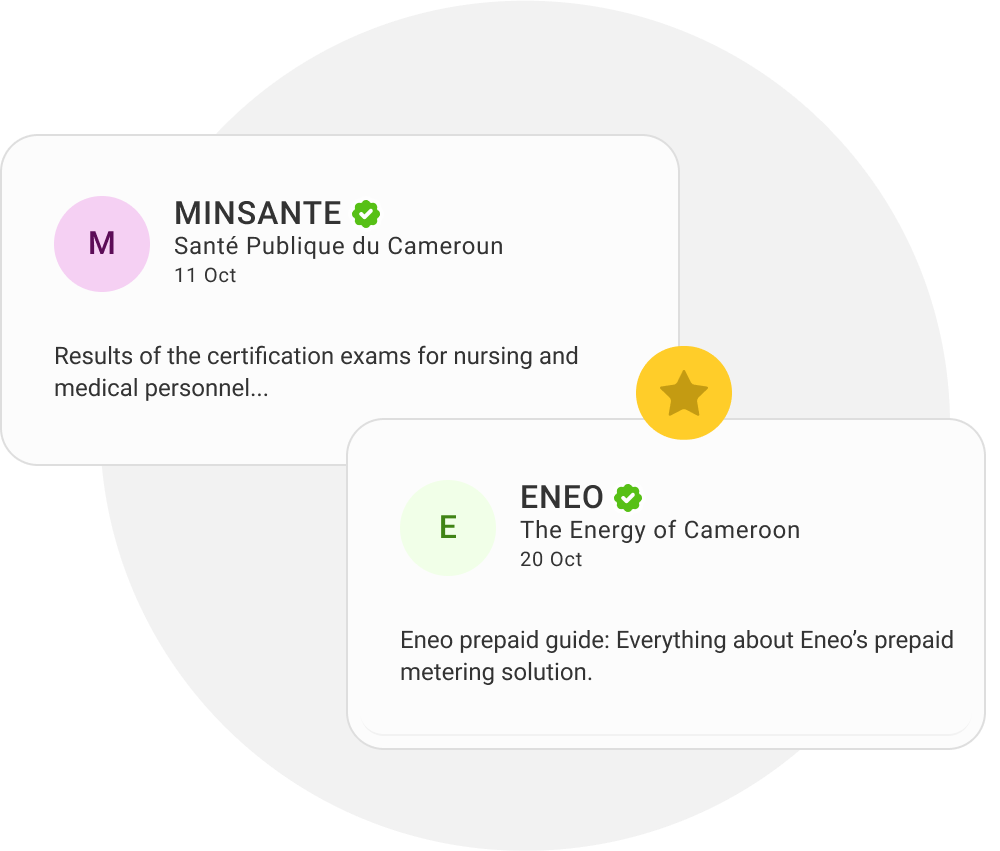 M
MINSANTE
Santé Publique du Cameroun
11 Oct
Results of the certification exams for nursing and
medical personnel...
E
ENEO
The Energy of Cameroon
20 Oct
Eneo prepaid guide: Everything about Eneo’s prepaid
metering solution.